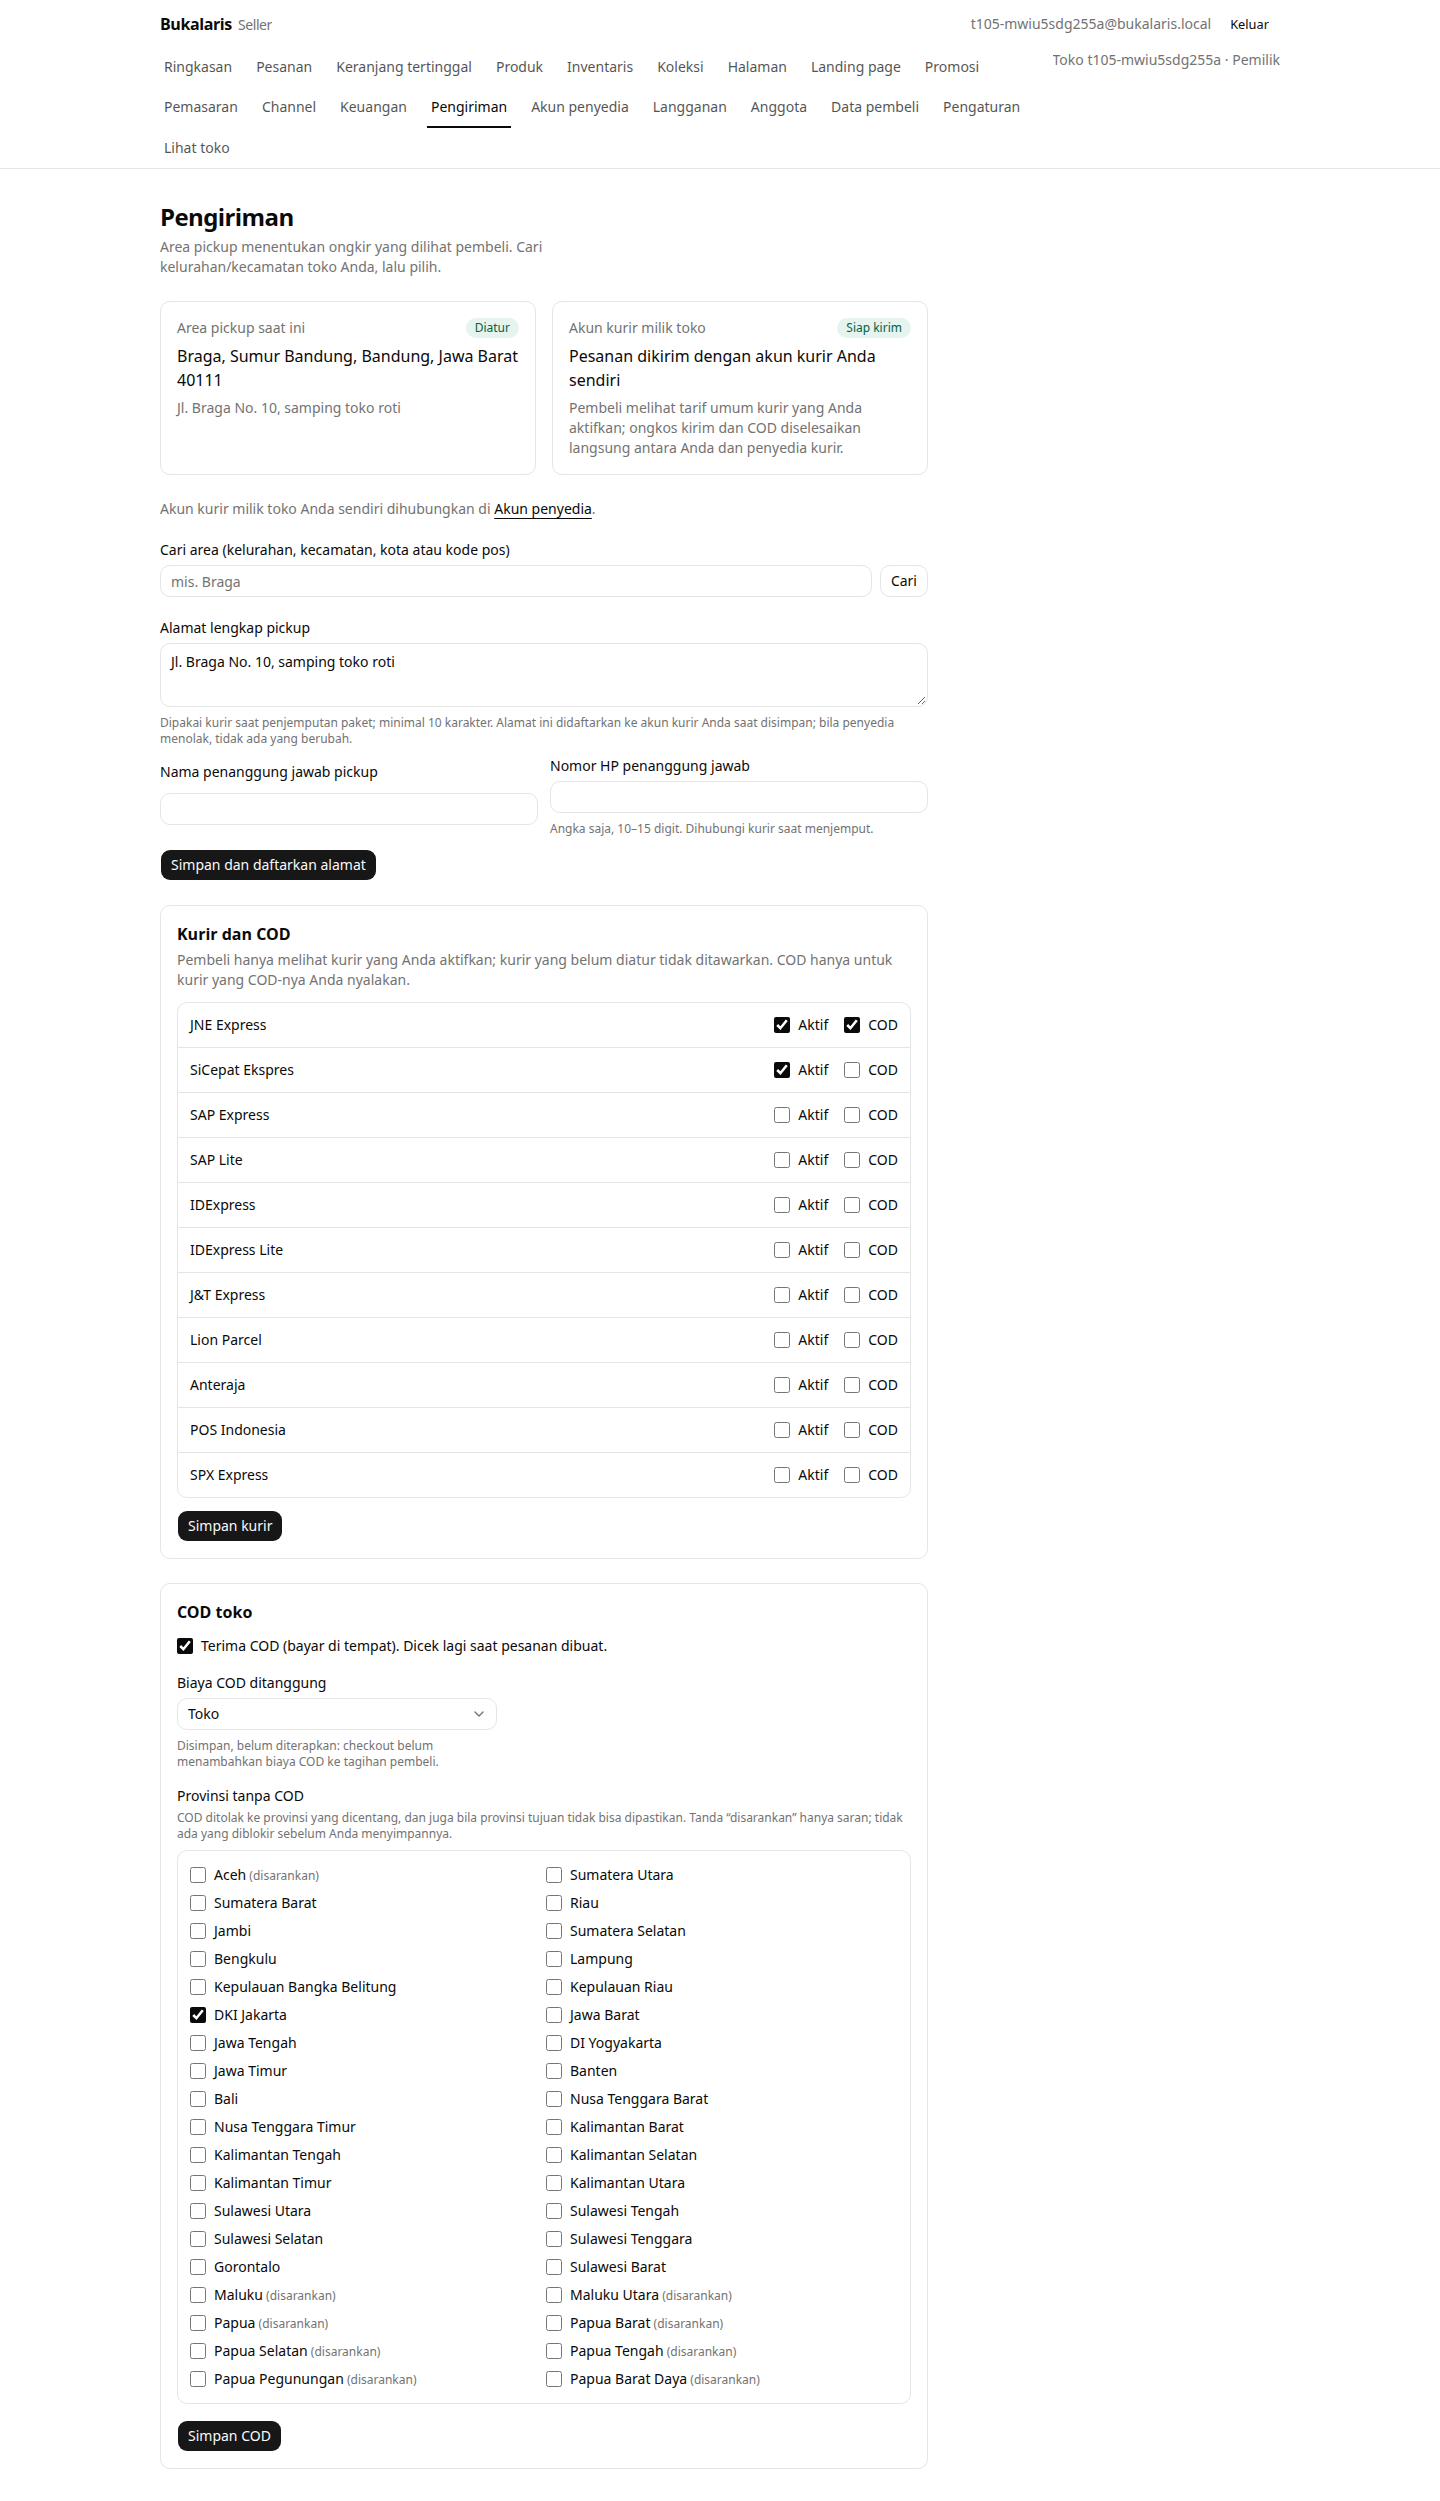 Bukalaris Seller
t105-mwiu5sdg255a@bukalaris.local Keluar
Ringkasan Pesanan Keranjang tertinggal Produk Inventaris Koleksi Halaman Landing page Promosi
Toko t105-mwiu5sdg255a · Pemilik
Pemasaran Channel Keuangan Pengiriman Akun penyedia Langganan Anggota Data pembeli Pengaturan
Lihat toko
Pengiriman
Area pickup menentukan ongkir yang dilihat pembeli. Cari
kelurahan/kecamatan toko Anda, lalu pilih.
Area pickup saat ini Diatur
Braga, Sumur Bandung, Bandung, Jawa Barat
40111
Jl. Braga No. 10, samping toko roti
Akun kurir milik toko Siap kirim
Pesanan dikirim dengan akun kurir Anda
sendiri
Pembeli melihat tarif umum kurir yang Anda
aktifkan; ongkos kirim dan COD diselesaikan
langsung antara Anda dan penyedia kurir.
Akun kurir milik toko Anda sendiri dihubungkan di Akun penyedia.
Cari area (kelurahan, kecamatan, kota atau kode pos)
mis. Braga Cari
Alamat lengkap pickup
Jl. Braga No. 10, samping toko roti
Dipakai kurir saat penjemputan paket; minimal 10 karakter. Alamat ini didaftarkan ke akun kurir Anda saat disimpan; bila penyedia
menolak, tidak ada yang berubah.
Nama penanggung jawab pickup
Nomor HP penanggung jawab
Angka saja, 10–15 digit. Dihubungi kurir saat menjemput.
Simpan dan daftarkan alamat
Kurir dan COD
Pembeli hanya melihat kurir yang Anda aktifkan; kurir yang belum diatur tidak ditawarkan. COD hanya untuk
kurir yang COD-nya Anda nyalakan.
JNE Express Aktif COD
SiCepat Ekspres Aktif COD
SAP Express Aktif COD
SAP Lite Aktif COD
IDExpress Aktif COD
IDExpress Lite Aktif COD
J&T Express Aktif COD
Lion Parcel Aktif COD
Anteraja Aktif COD
POS Indonesia Aktif COD
SPX Express Aktif COD
Simpan kurir
COD toko
Terima COD (bayar di tempat). Dicek lagi saat pesanan dibuat.
Biaya COD ditanggung
Toko
Disimpan, belum diterapkan: checkout belum
menambahkan biaya COD ke tagihan pembeli.
Provinsi tanpa COD
COD ditolak ke provinsi yang dicentang, dan juga bila provinsi tujuan tidak bisa dipastikan. Tanda “disarankan” hanya saran; tidak
ada yang diblokir sebelum Anda menyimpannya.
Aceh (disarankan) Sumatera Utara
Sumatera Barat Riau
Jambi Sumatera Selatan
Bengkulu Lampung
Kepulauan Bangka Belitung Kepulauan Riau
DKI Jakarta Jawa Barat
Jawa Tengah DI Yogyakarta
Jawa Timur Banten
Bali Nusa Tenggara Barat
Nusa Tenggara Timur Kalimantan Barat
Kalimantan Tengah Kalimantan Selatan
Kalimantan Timur Kalimantan Utara
Sulawesi Utara Sulawesi Tengah
Sulawesi Selatan Sulawesi Tenggara
Gorontalo Sulawesi Barat
Maluku (disarankan) Maluku Utara (disarankan)
Papua (disarankan) Papua Barat (disarankan)
Papua Selatan (disarankan) Papua Tengah (disarankan)
Papua Pegunungan (disarankan) Papua Barat Daya (disarankan)
Simpan COD